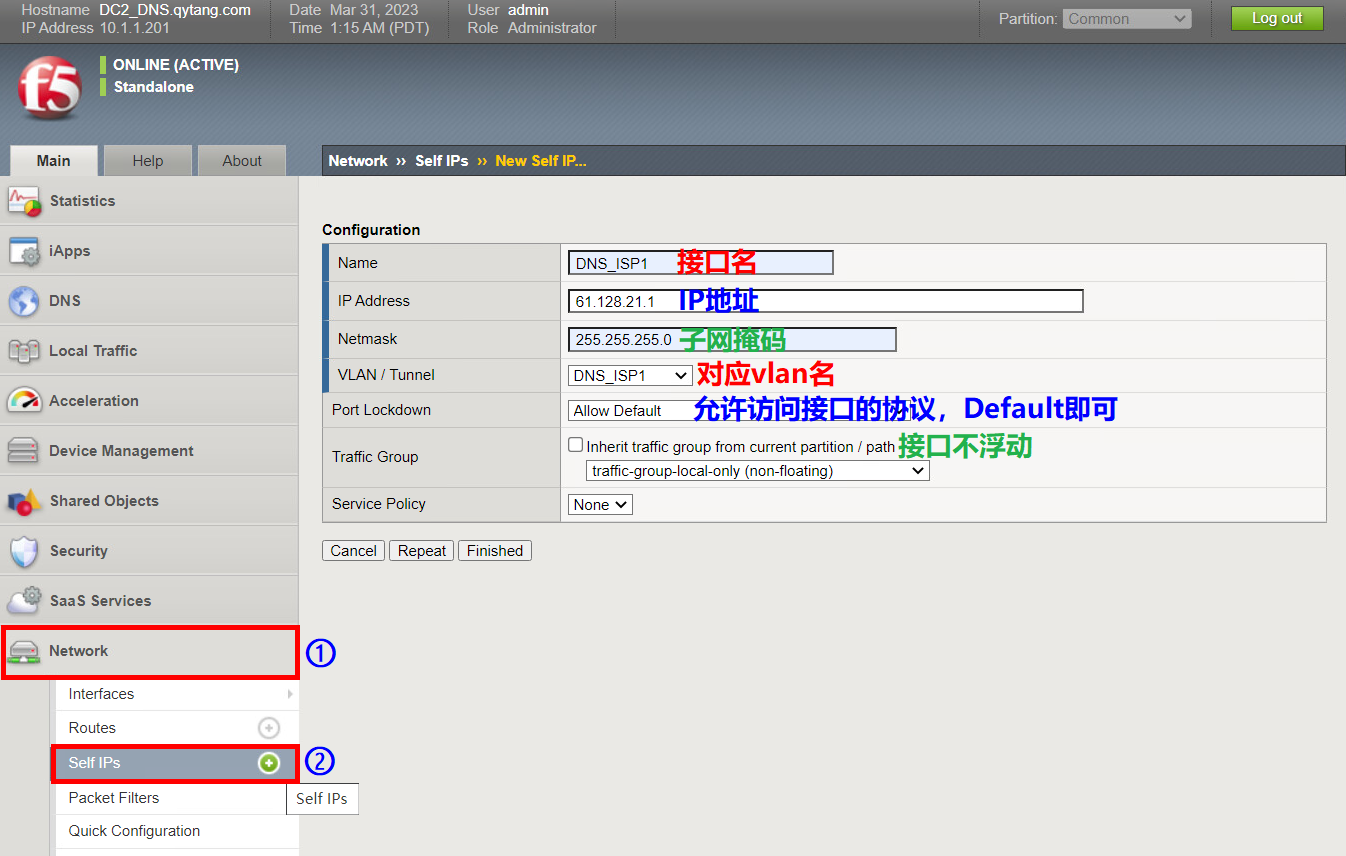 Hostname DC2_DNS.qytang.com Date Mar 31, 2023 User admin Partition: Common Log out
IP Address 10.1.1.201 Time 1:15 AM (PDT) Role Administrator
f5
ONLINE (ACTIVE)
Standalone
Main Help About
Network ›› Self IPs ›› New Self IP...
Statistics
iApps
DNS
Local Traffic
Acceleration
Device Management
Shared Objects
Security
SaaS Services
Network ①
Interfaces
Routes
Self IPs ②
Self IPs
Packet Filters
Quick Configuration
Configuration
Name DNS_ISP1 接口名
IP Address 61.128.21.1 IP地址
Netmask 255.255.255.0 子网掩码
VLAN / Tunnel DNS_ISP1 对应vlan名
Port Lockdown Allow Default 允许访问接口的协议，Default即可
Traffic Group Inherit traffic group from current partition / path 接口不浮动
traffic-group-local-only (non-floating)
Service Policy None
Cancel Repeat Finished